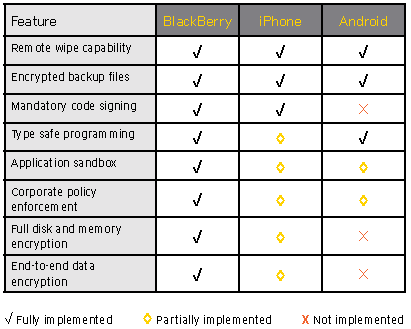 Feature BlackBerry iPhone Android
Remote wipe capability √ √ √
Encrypted backup files √ √ √
Mandatory code signing √ √ X
Type safe programming √ ◊ √
Application sandbox √ ◊ ◊
Corporate policy
enforcement √ ◊ ◊
Full disk and memory
encryption √ ◊ X
End-to-end data
encryption √ ◊ X
√ Fully implemented ◊ Partially implemented X Not implemented